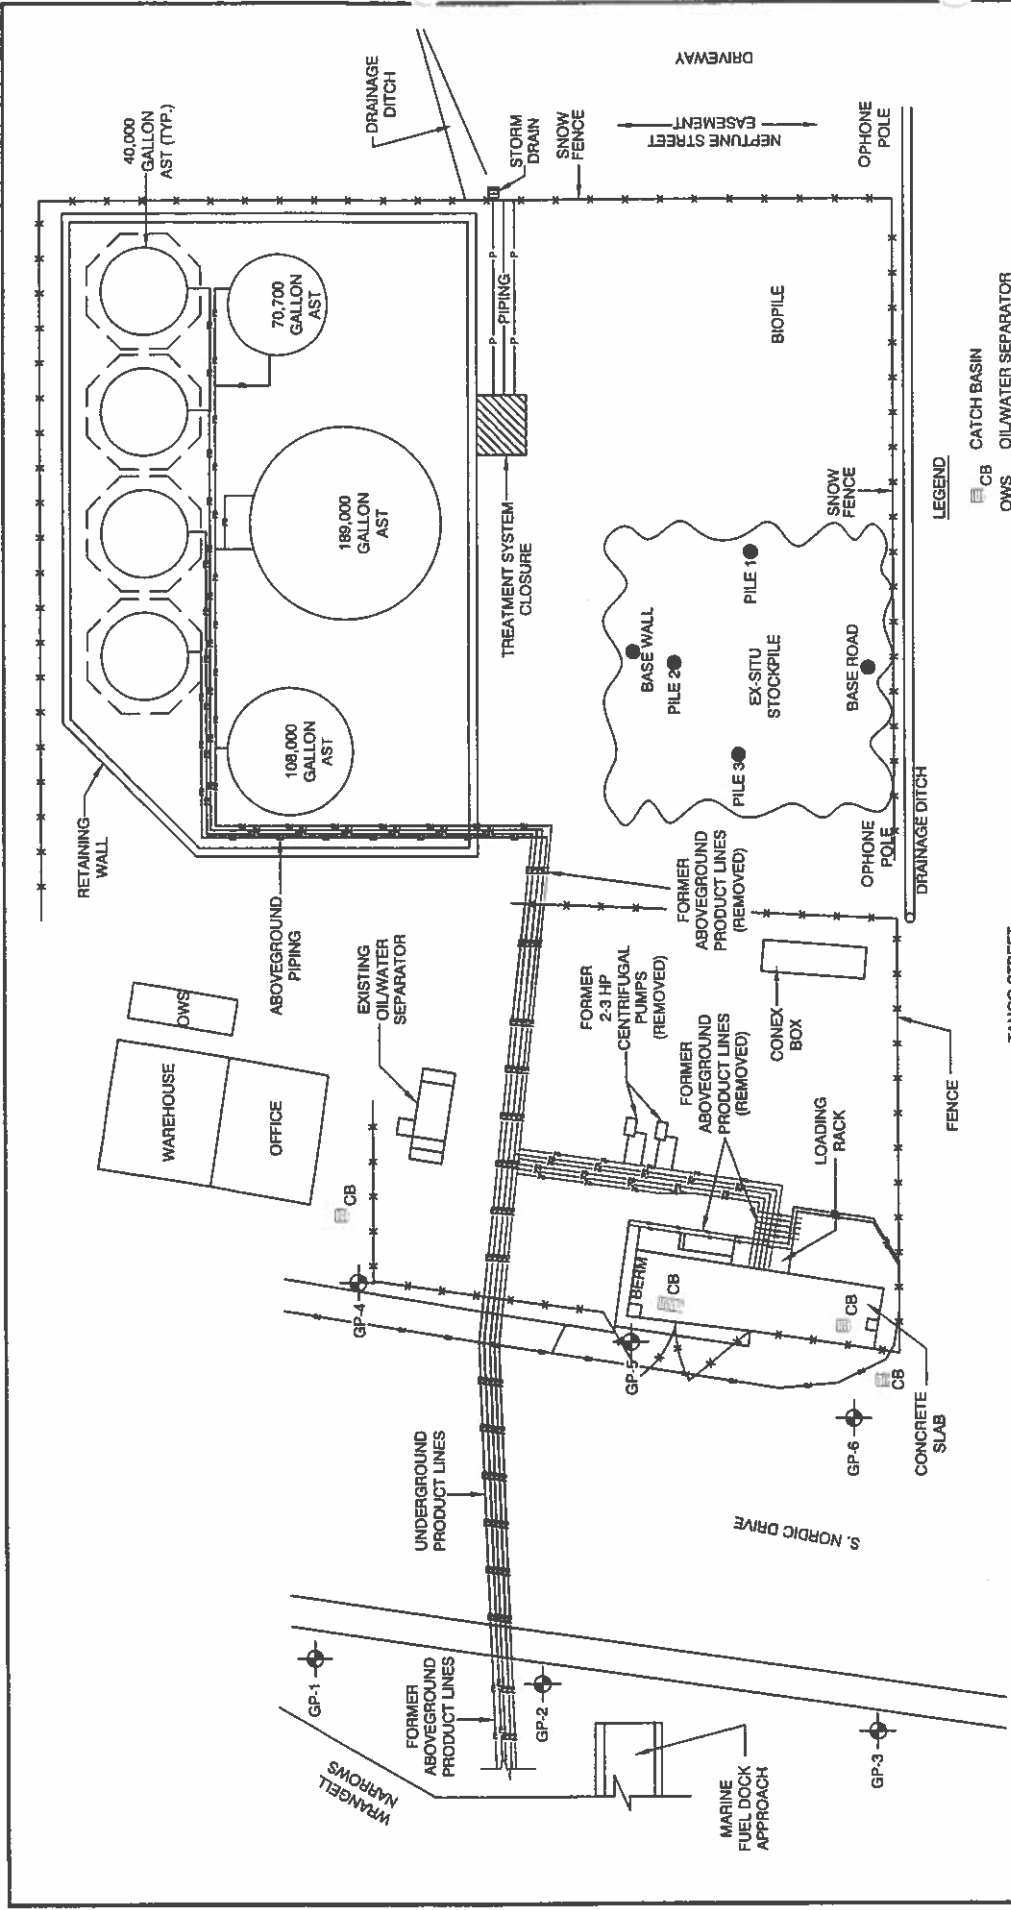 DRIVEWAY
NEPTUNE STREET
EASEMENT
DRAINAGE
DITCH
40,000
GALLON
AST (TYP.)
STORM
DRAIN
SNOW
FENCE
OPHONE
POLE
70,700
GALLON
AST
PIPING
BIOPILE
189,000
GALLON
AST
TREATMENT SYSTEM
CLOSURE
SNOW
FENCE
LEGEND
CB CATCH BASIN
OWS OIL/WATER SEPARATOR
108,000
GALLON
AST
BASE WALL
PILE 1
PILE 2
PILE 3
EX-SITU
STOCKPILE
BASE ROAD
RETAINING
WALL
ABOVEGROUND
PIPING
FORMER
ABOVEGROUND
PRODUCT LINES
(REMOVED)
OPHONE
POLE
DRAINAGE DITCH
OWS
WAREHOUSE
OFFICE
EXISTING
OIL/WATER
SEPARATOR
FORMER
2-3 HP
CENTRIFUGAL
PUMPS
(REMOVED)
FORMER
ABOVEGROUND
PRODUCT LINES
(REMOVED)
CONEX
BOX
LOADING
RACK
FENCE
TANGO STREET
CB
GP-4
BERM
CB
CB
GP-5
CB
GP-6
CONCRETE
SLAB
UNDERGROUND
PRODUCT LINES
S. NORDIC DRIVE
GP-1
FORMER
ABOVEGROUND
PRODUCT LINES
GP-2
GP-3
WRANGELL
NARROWS
MARINE
FUEL DOCK
APPROACH